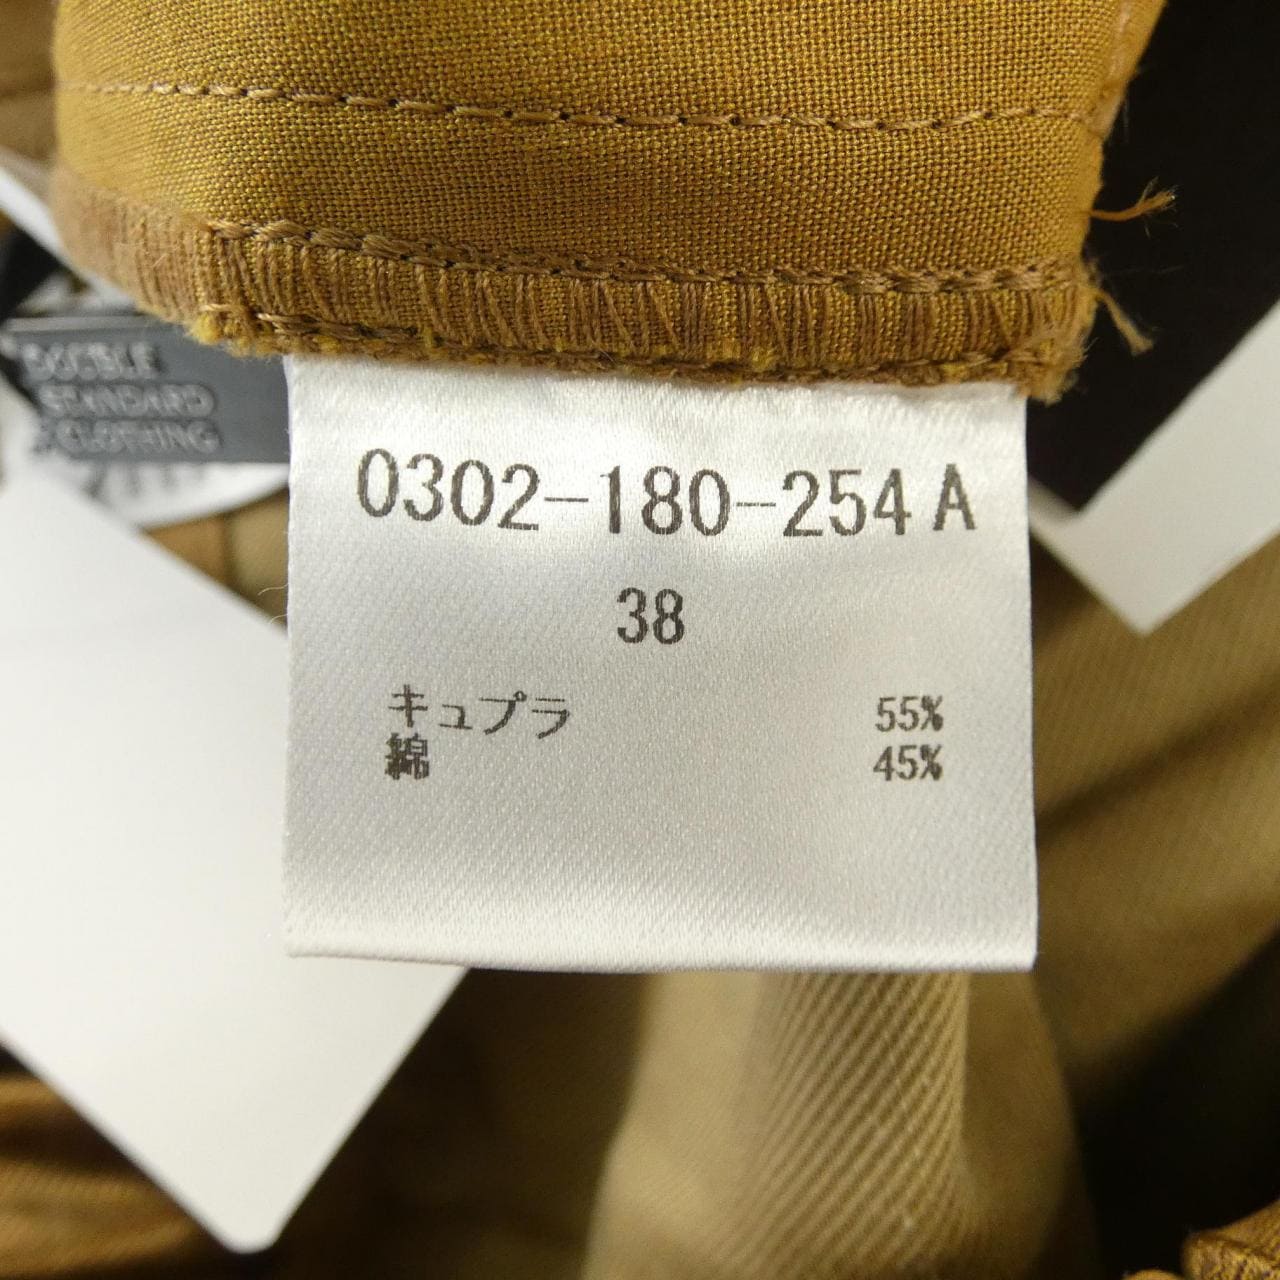 DOUBLE
STANDARD
CLOTHING
0302-180-254 A
38
キュプラ 55%
綿 45%